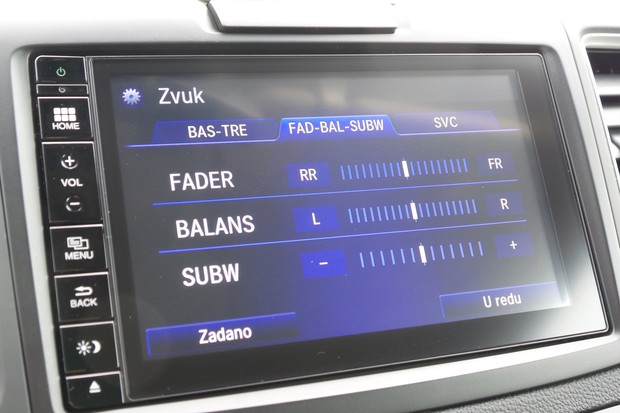 Zvuk
BAS-TRE FAD-BAL-SUBW SVC
FADER RR FR
BALANS L R
SUBW - +
Zadano U redu
HOME
+
VOL
-
MENU
BACK